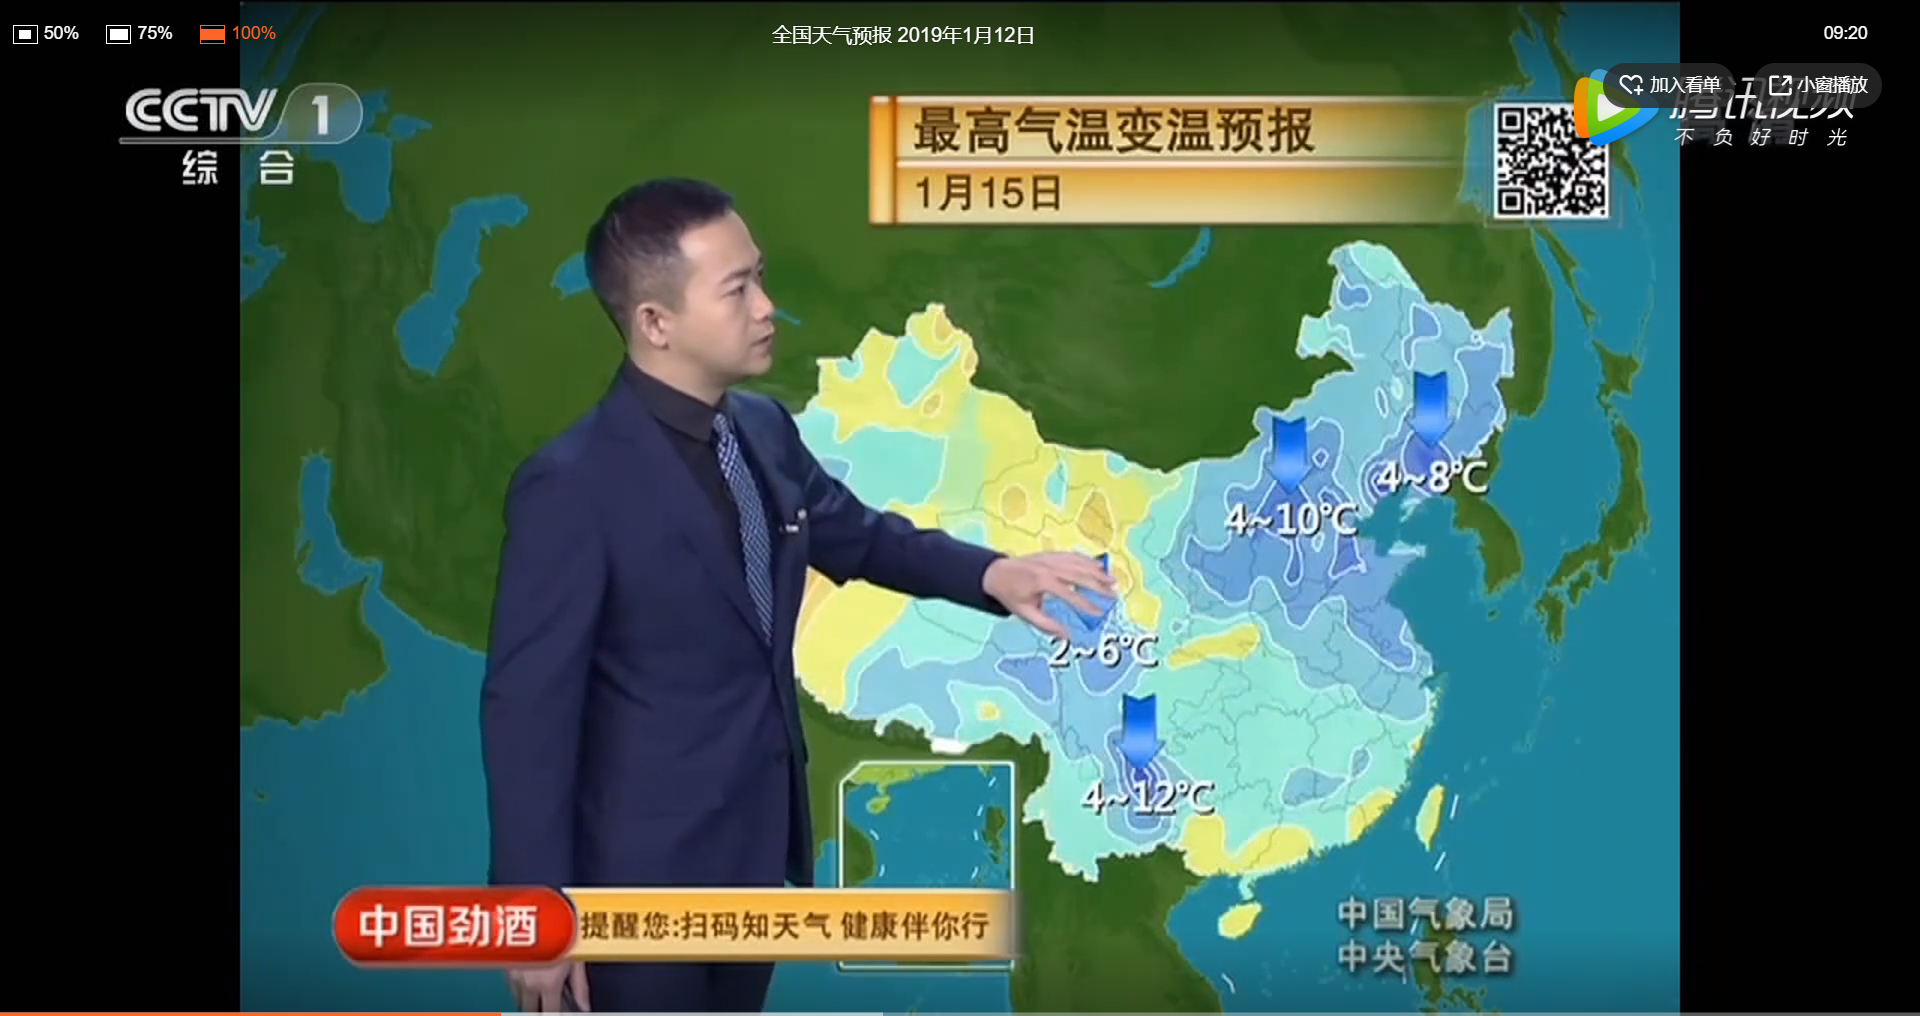 50% 75% 100%
全国天气预报 2019年1月12日
09:20
加入看单
小窗播放
CCTV 1
综 合
腾讯视频
不负好时光
最高气温变温预报
1月15日
4~8℃
4~10℃
2~6℃
4~12℃
中国劲酒
提醒您:扫码知天气 健康伴你行
中国气象局
中央气象台